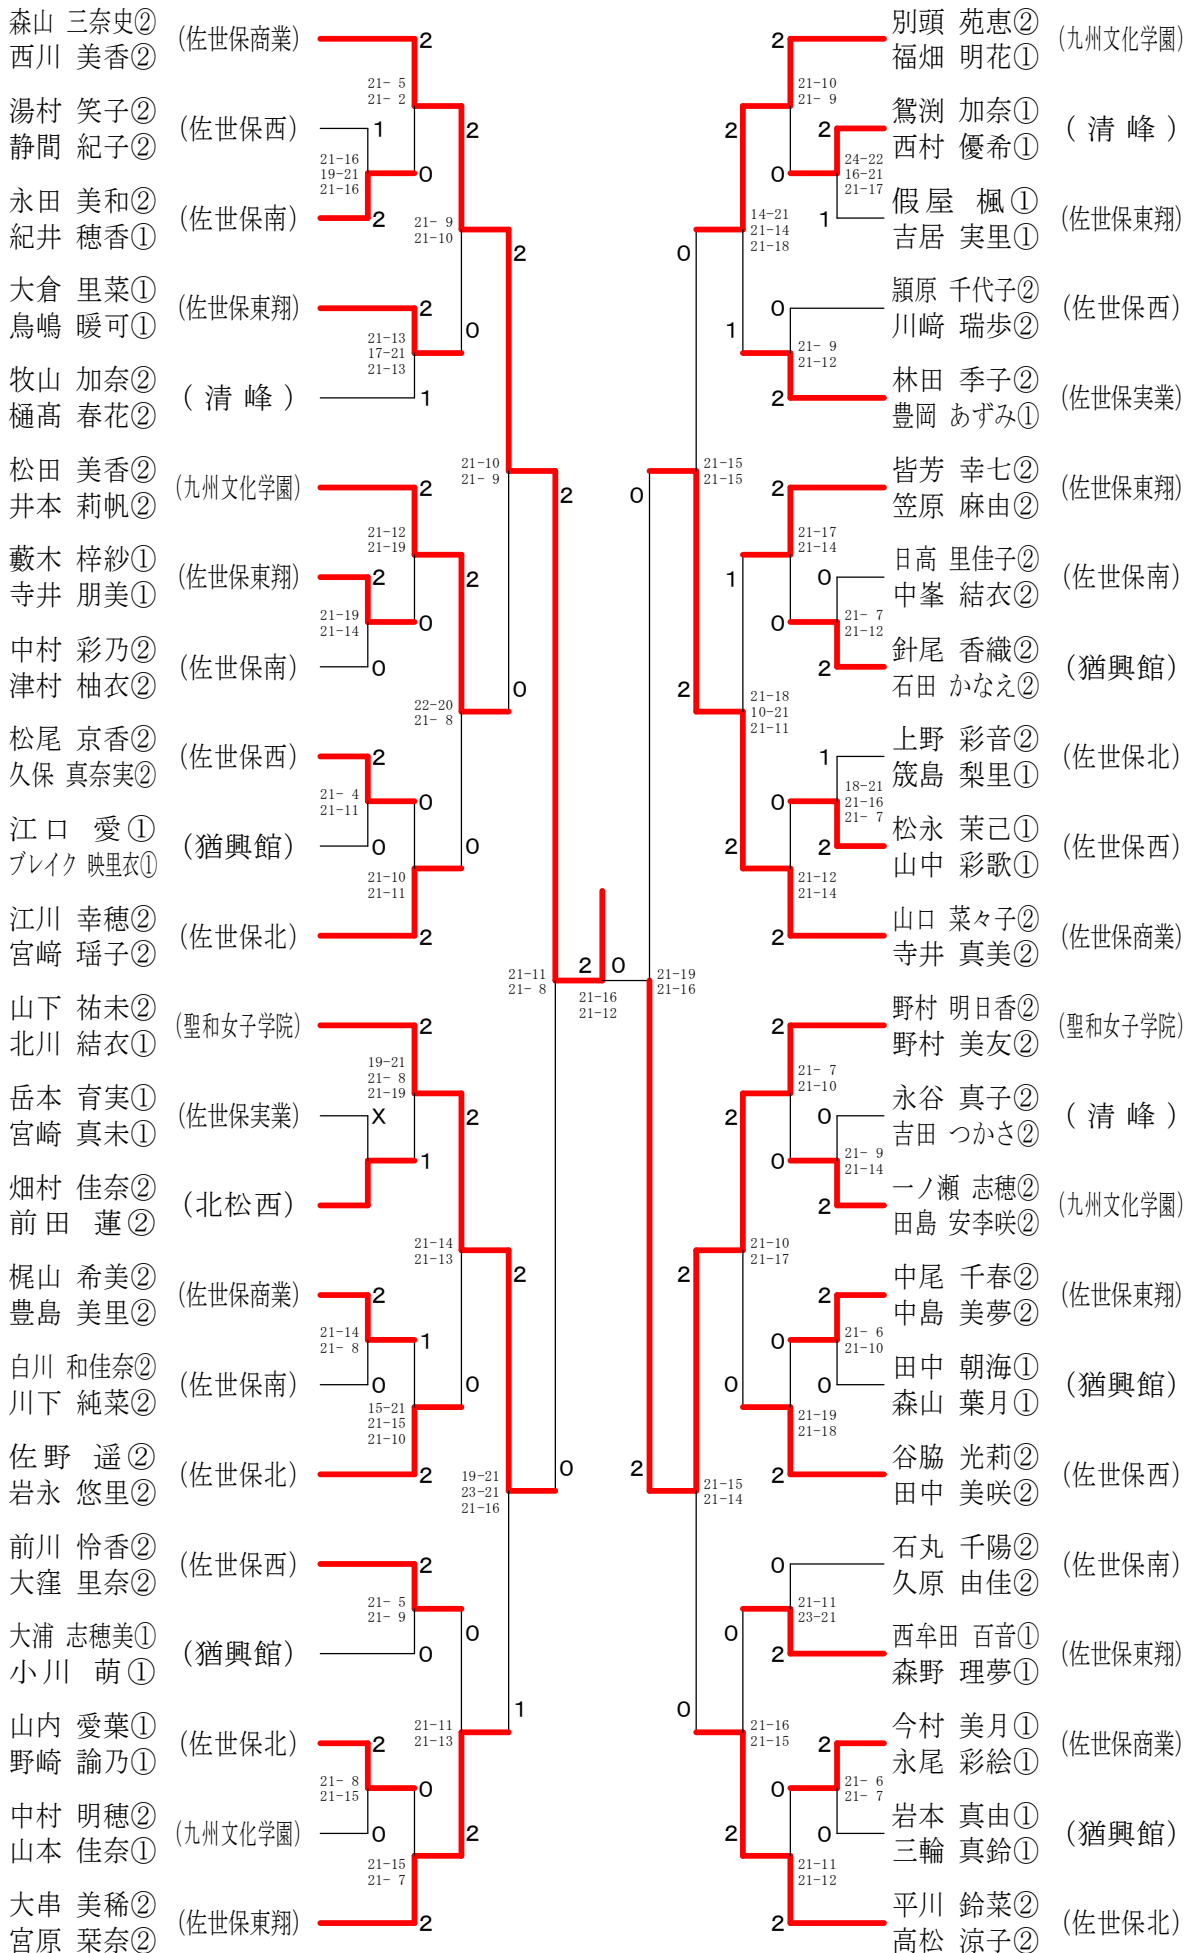 森山 三奈史②
西川 美香②
(佐世保商業)
2
21- 5
21- 2
湯村 笑子②
静間 紀子②
(佐世保西)
1
21-16
19-21
21-16
0
永田 美和②
紀井 穂香①
(佐世保南)
2
2
21- 9
21-10
大倉 里菜①
鳥嶋 暖可①
(佐世保東翔)
2
21-13
17-21
21-13
0
牧山 加奈②
樋髙 春花②
(清峰)
1
2
21-10
21- 9
松田 美香②
井本 莉帆②
(九州文化学園)
2
21-12
21-19
藪木 梓紗①
寺井 朋美①
(佐世保東翔)
2
21-19
21-14
0
中村 彩乃②
津村 柚衣②
(佐世保南)
0
2
22-20
21- 8
0
松尾 京香②
久保 真奈実②
(佐世保西)
2
21- 4
21-11
0
江口 愛①
ブレイク 映里衣①
(猶興館)
0
21-10
21-11
0
江川 幸穂②
宮﨑 瑶子②
(佐世保北)
2
2
21-11
21- 8
山下 祐未②
北川 結衣①
(聖和女子学院)
2
19-21
21- 8
21-19
岳本 育実①
宮崎 真未①
(佐世保実業)
X
1
畑村 佳奈②
前田 蓮②
(北松西)
2
21-14
21-13
梶山 希美②
豊島 美里②
(佐世保商業)
2
21-14
21- 8
1
白川 和佳奈②
川下 純菜②
(佐世保南)
0
15-21
21-15
21-10
0
佐野 遥②
岩永 悠里②
(佐世保北)
2
2
19-21
23-21
21-16
0
前川 怜香②
大窪 里奈②
(佐世保西)
2
21- 5
21- 9
0
大浦 志穂美①
小川 萌①
(猶興館)
0
1
21-11
21-13
山内 愛葉①
野崎 諭乃①
(佐世保北)
2
21- 8
21-15
0
中村 明穂②
山本 佳奈①
(九州文化学園)
0
2
21-15
21- 7
大串 美稀②
宮原 栞奈②
(佐世保東翔)
2
2 0
21-16
21-12
別頭 苑恵②
福畑 明花①
(九州文化学園)
2
21-10
21- 9
鴛渕 加奈①
西村 優希①
(清峰)
2
24-22
16-21
21-17
0
假屋 楓①
吉居 実里①
(佐世保東翔)
1
2
14-21
21-14
21-18
0
頴原 千代子②
川﨑 瑞歩②
(佐世保西)
0
21- 9
21-12
1
林田 季子②
豊岡 あずみ①
(佐世保実業)
2
0
21-15
21-15
皆芳 幸七②
笠原 麻由②
(佐世保東翔)
2
21-17
21-14
1
日高 里佳子②
中峯 結衣②
(佐世保南)
0
21- 7
21-12
0
針尾 香織②
石田 かなえ②
(猶興館)
2
2
21-18
10-21
21-11
上野 彩音②
筬島 梨里①
(佐世保北)
1
18-21
21-16
21- 7
0
松永 茉己①
山中 彩歌①
(佐世保西)
2
2
21-12
21-14
山口 菜々子②
寺井 真美②
(佐世保商業)
2
21-19
21-16
野村 明日香②
野村 美友②
(聖和女子学院)
2
21- 7
21-10
2
永谷 真子②
吉田 つかさ②
(清峰)
0
21- 9
21-14
0
一ノ瀬 志穂②
田島 安李咲②
(九州文化学園)
2
21-10
21-17
2
中尾 千春②
中島 美夢②
(佐世保東翔)
2
21- 6
21-10
0
田中 朝海①
森山 葉月①
(猶興館)
0
0
21-19
21-18
谷脇 光莉②
田中 美咲②
(佐世保西)
2
2
21-15
21-14
石丸 千陽②
久原 由佳②
(佐世保南)
0
21-11
23-21
0
西牟田 百音①
森野 理夢①
(佐世保東翔)
2
0
21-16
21-15
今村 美月①
永尾 彩絵①
(佐世保商業)
2
21- 6
21- 7
0
岩本 真由①
三輪 真鈴①
(猶興館)
0
2
21-11
21-12
平川 鈴菜②
高松 涼子②
(佐世保北)
2